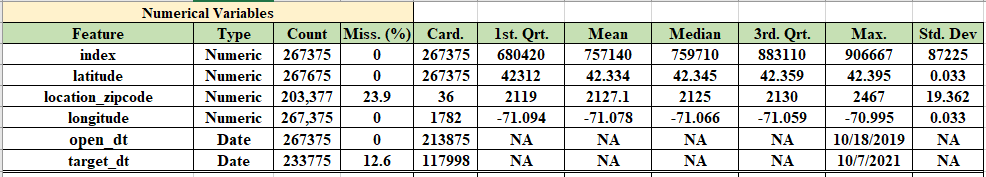 Numerical Variables
Feature Type Count Miss. (%) Card. 1st. Qrt. Mean Median 3rd. Qrt. Max. Std. Dev
index Numeric 267375 0 267375 680420 757140 759710 883110 906667 87225
latitude Numeric 267675 0 267375 42312 42.334 42.345 42.359 42.395 0.033
location_zipcode Numeric 203,377 23.9 36 2119 2127.1 2125 2130 2467 19.362
longitude Numeric 267,375 0 1782 -71.094 -71.078 -71.066 -71.059 -70.995 0.033
open_dt Date 267375 0 213875 NA NA NA NA 10/18/2019 NA
target_dt Date 233775 12.6 117998 NA NA NA NA 10/7/2021 NA